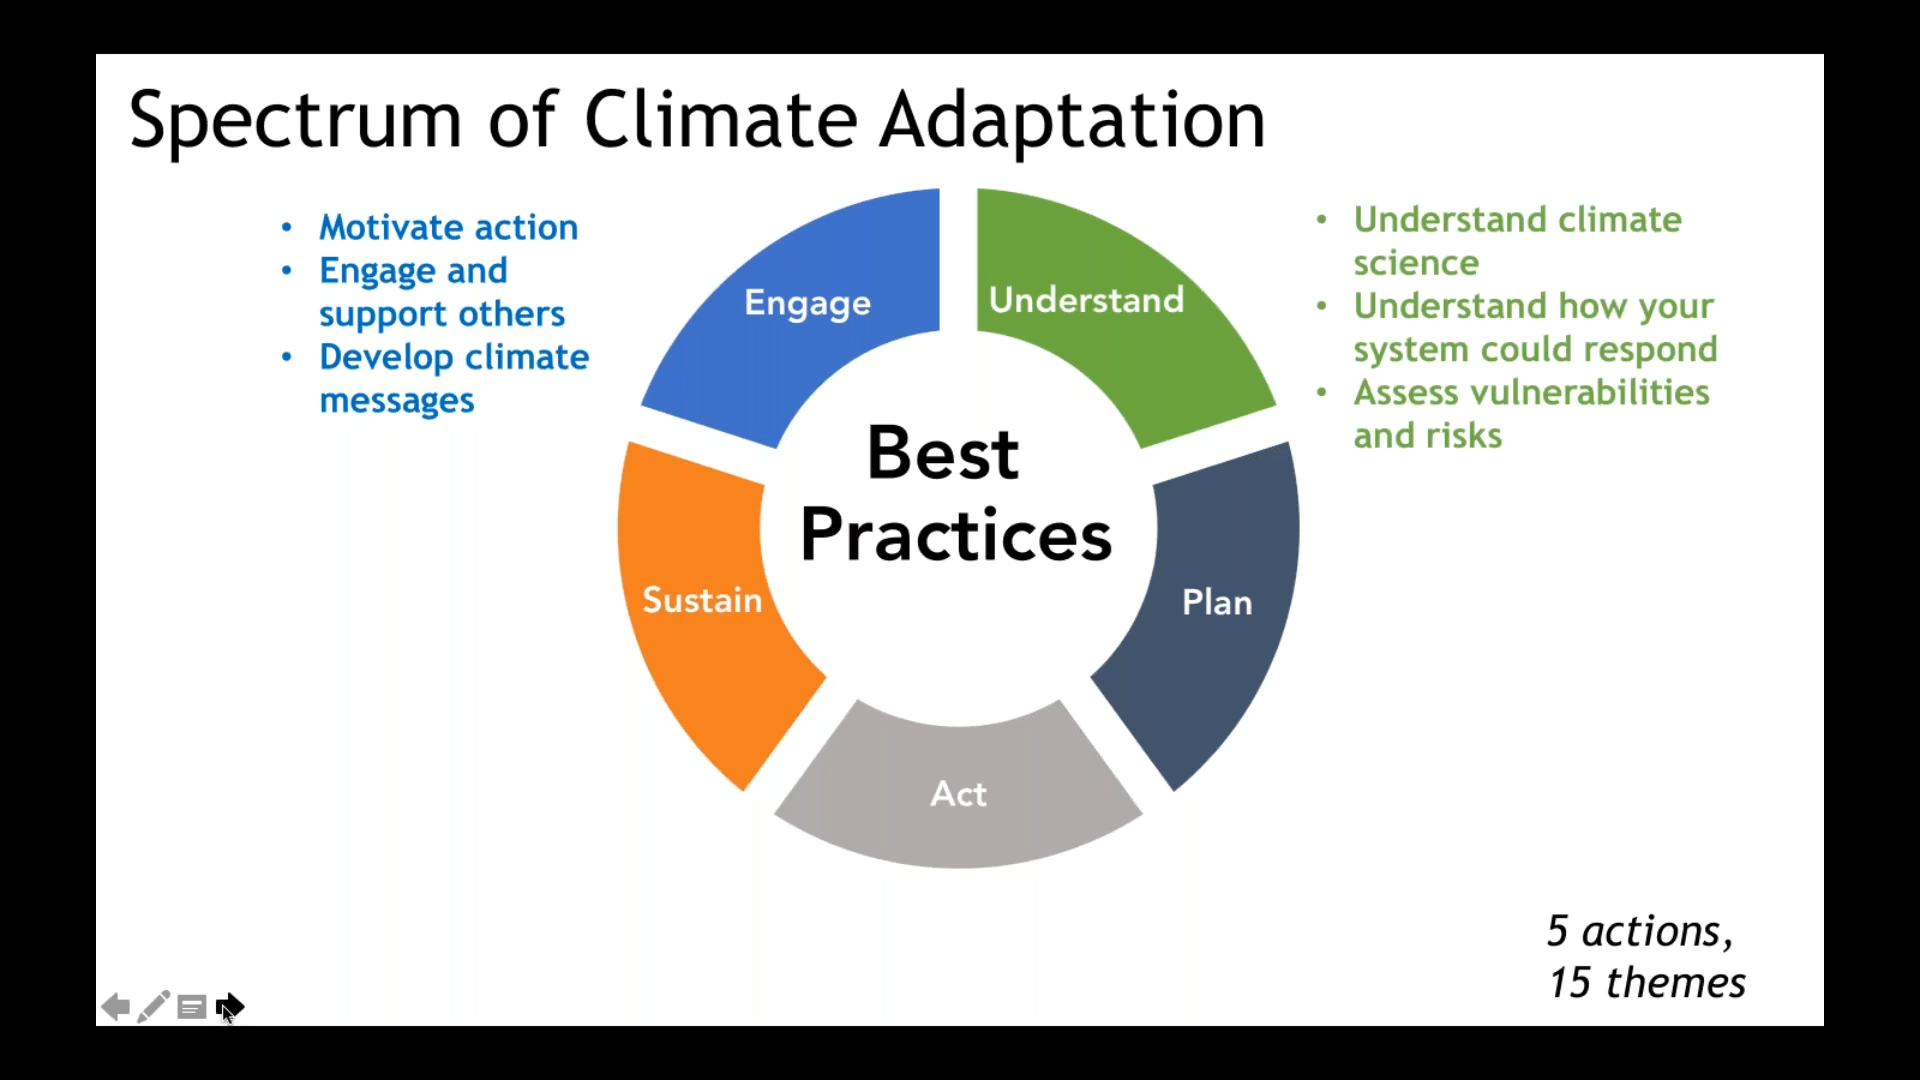 Spectrum of Climate Adaptation
• Motivate action
• Engage and
support others
• Develop climate
messages
Engage
Understand
• Understand climate
science
• Understand how your
system could respond
• Assess vulnerabilities
and risks
Best
Practices
Sustain
Plan
Act
5 actions,
15 themes